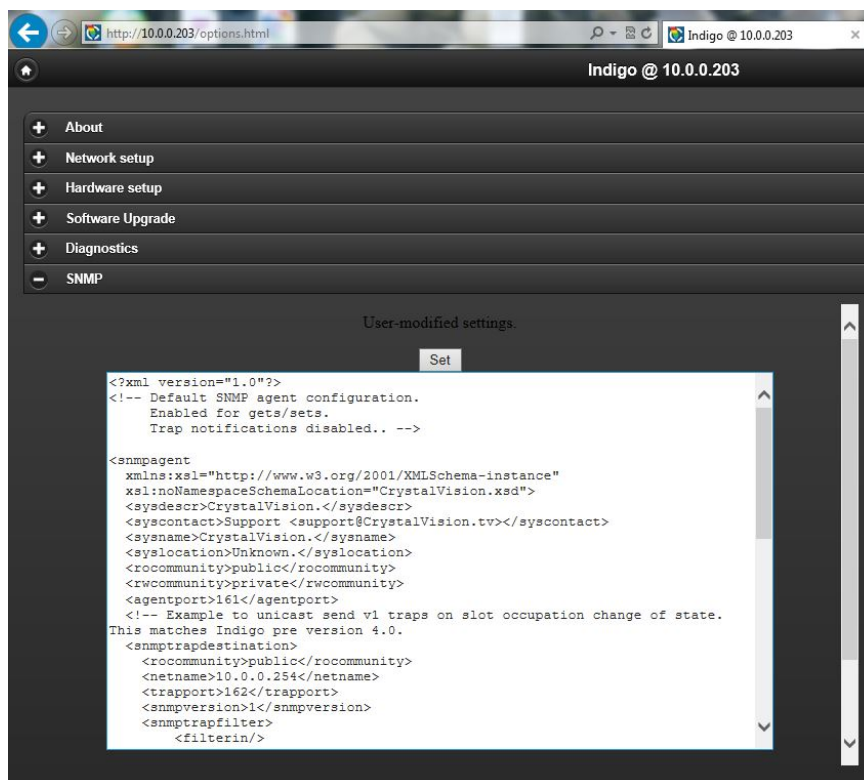 http://10.0.0.203/options.html
Indigo @ 10.0.0.203
Indigo @ 10.0.0.203
About
Network setup
Hardware setup
Software Upgrade
Diagnostics
SNMP
User-modified settings.
Set
<?xml version="1.0"?>
<!-- Default SNMP agent configuration.
Enabled for gets/sets.
Trap notifications disabled.. -->
<snmpagent
xmlns:xsl="http://www.w3.org/2001/XMLSchema-instance"
xsl:noNamespaceSchemaLocation="CrystalVision.xsd">
<sysdescr>CrystalVision.</sysdescr>
<syscontact>Support <support@CrystalVision.tv></syscontact>
<sysname>CrystalVision.</sysname>
<syslocation>Unknown.</syslocation>
<rocommunity>public</rocommunity>
<rwcommunity>private</rwcommunity>
<agentport>161</agentport>
<!-- Example to unicast send v1 traps on slot occupation change of state.
This matches Indigo pre version 4.0.
<snmptrapdestination>
<rocommunity>public</rocommunity>
<netname>10.0.0.254</netname>
<trapport>162</trapport>
<snmpversion>1</snmpversion>
<snmptrapfilter>
<filterin/>